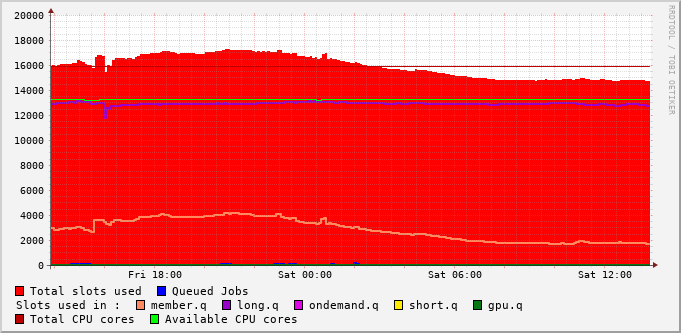 20000
18000
16000
14000
12000
10000
8000
6000
4000
2000
0
Fri 18:00 Sat 00:00 Sat 06:00 Sat 12:00
RRDTOOL / TOBI OETIKER
Total slots used Queued Jobs
Slots used in : member.q long.q ondemand.q short.q gpu.q
Total CPU cores Available CPU cores